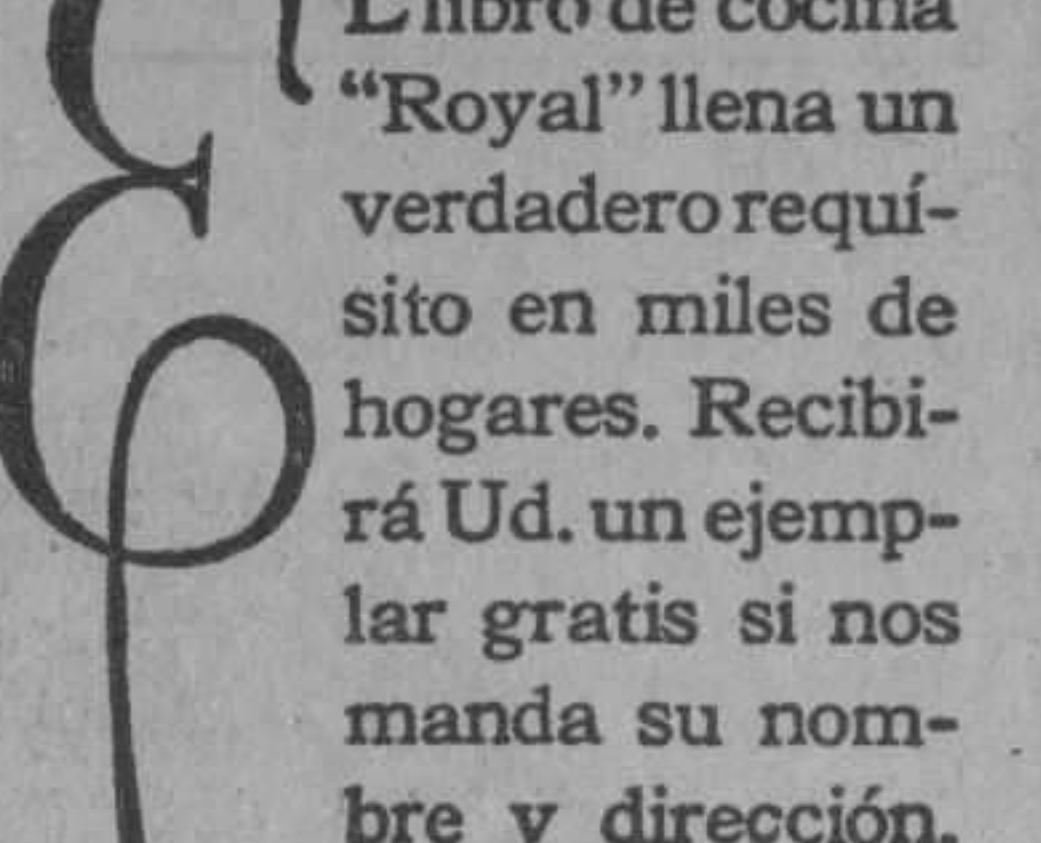 EL libro de cocina
“Royal” llena un
verdadero requí-
sito en miles de
hogares. Recibi-
rá Ud. un ejemp-
lar gratis si nos
manda su nom-
bre y dirección.